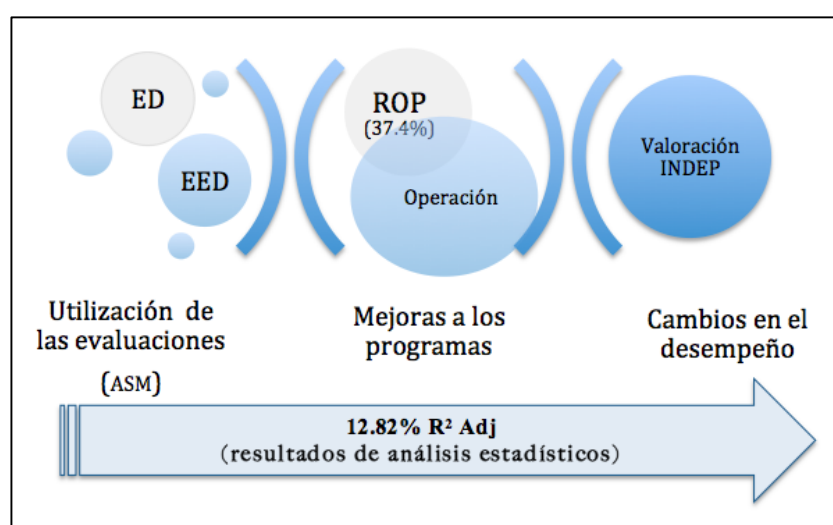 ED
EED
ROP
(37.4%)
Operación
Valoración
INDEP
Utilización de
las evaluaciones
(ASM)
Mejoras a los
programas
Cambios en el
desempeño
12.82% R² Adj
(resultados de análisis estadísticos)